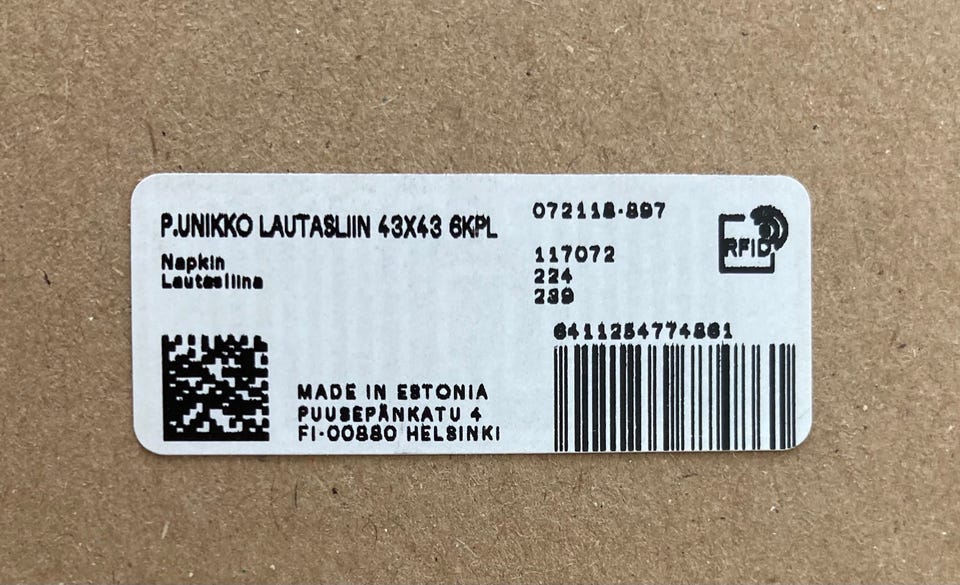 P.UNIKKO LAUTASLIIN 43X43 6KPL
Napkin
Lautasliina
072118-897
117072
224
239
RFID
6411254774861
MADE IN ESTONIA
PUUSEPÄNKATU 4
FI-00880 HELSINKI